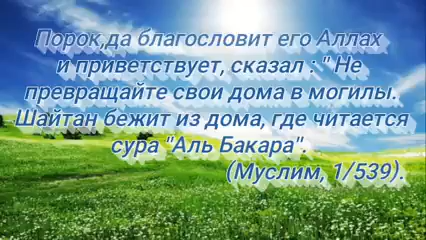 Порок,да благословит его Аллах
и приветствует, сказал : " Не
превращайте свои дома в могилы.
Шайтан бежит из дома, где читается
сура "Аль Бакара".
(Муслим, 1/539).